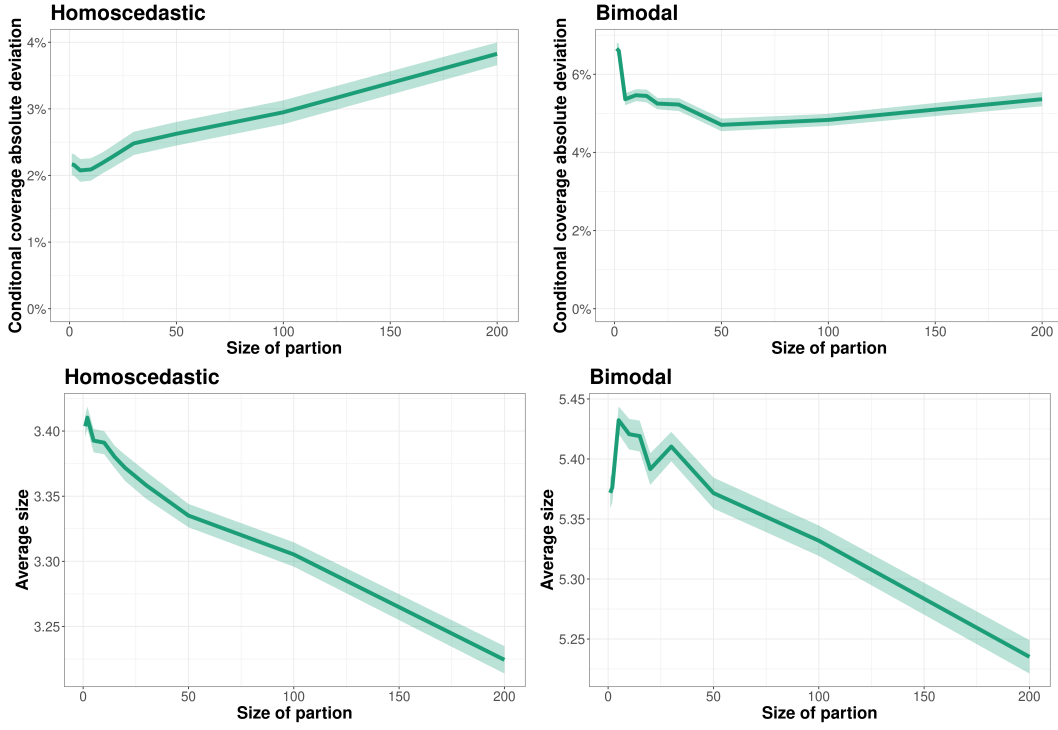 Homoscedastic
Conditonal coverage absolute deviation
4%
3%
2%
1%
0%
0 50 100 150 200
Size of partion
Bimodal
Conditonal coverage absolute deviation
6%
4%
2%
0%
0 50 100 150 200
Size of partion
Homoscedastic
Average size
3.40
3.35
3.30
3.25
0 50 100 150 200
Size of partion
Bimodal
Average size
5.45
5.40
5.35
5.30
5.25
0 50 100 150 200
Size of partion